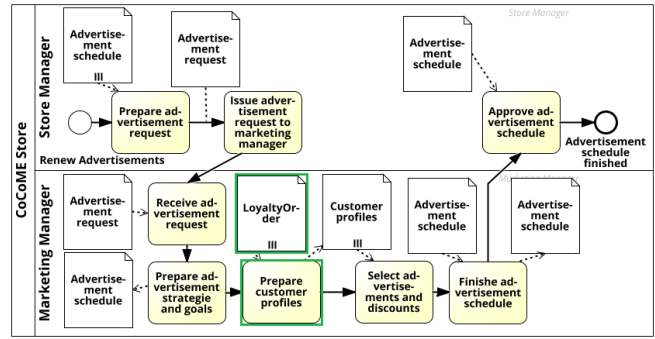 CoCoME Store
Store Manager
Store Manager
Advertise-
ment
schedule
III
Advertise-
ment
request
Advertise-
ment
schedule
Prepare ad-
vertisement
request
Issue adver-
tisement
request to
marketing
manager
Approve ad-
vertisement
schedule
Renew Advertisements
Advertisement
schedule
finished
Marketing Manager
Marketing Manager
Advertise-
ment
request
Receive ad-
vertisement
request
LoyaltyOr-
der
III
Customer
profiles
III
Advertise-
ment
schedule
Advertise-
ment
schedule
Advertise-
ment
schedule
Prepare ad-
vertisement
strategie
and goals
Prepare
customer
profiles
Select ad-
vertise-
ments and
discounts
Finishe ad-
vertisement
schedule